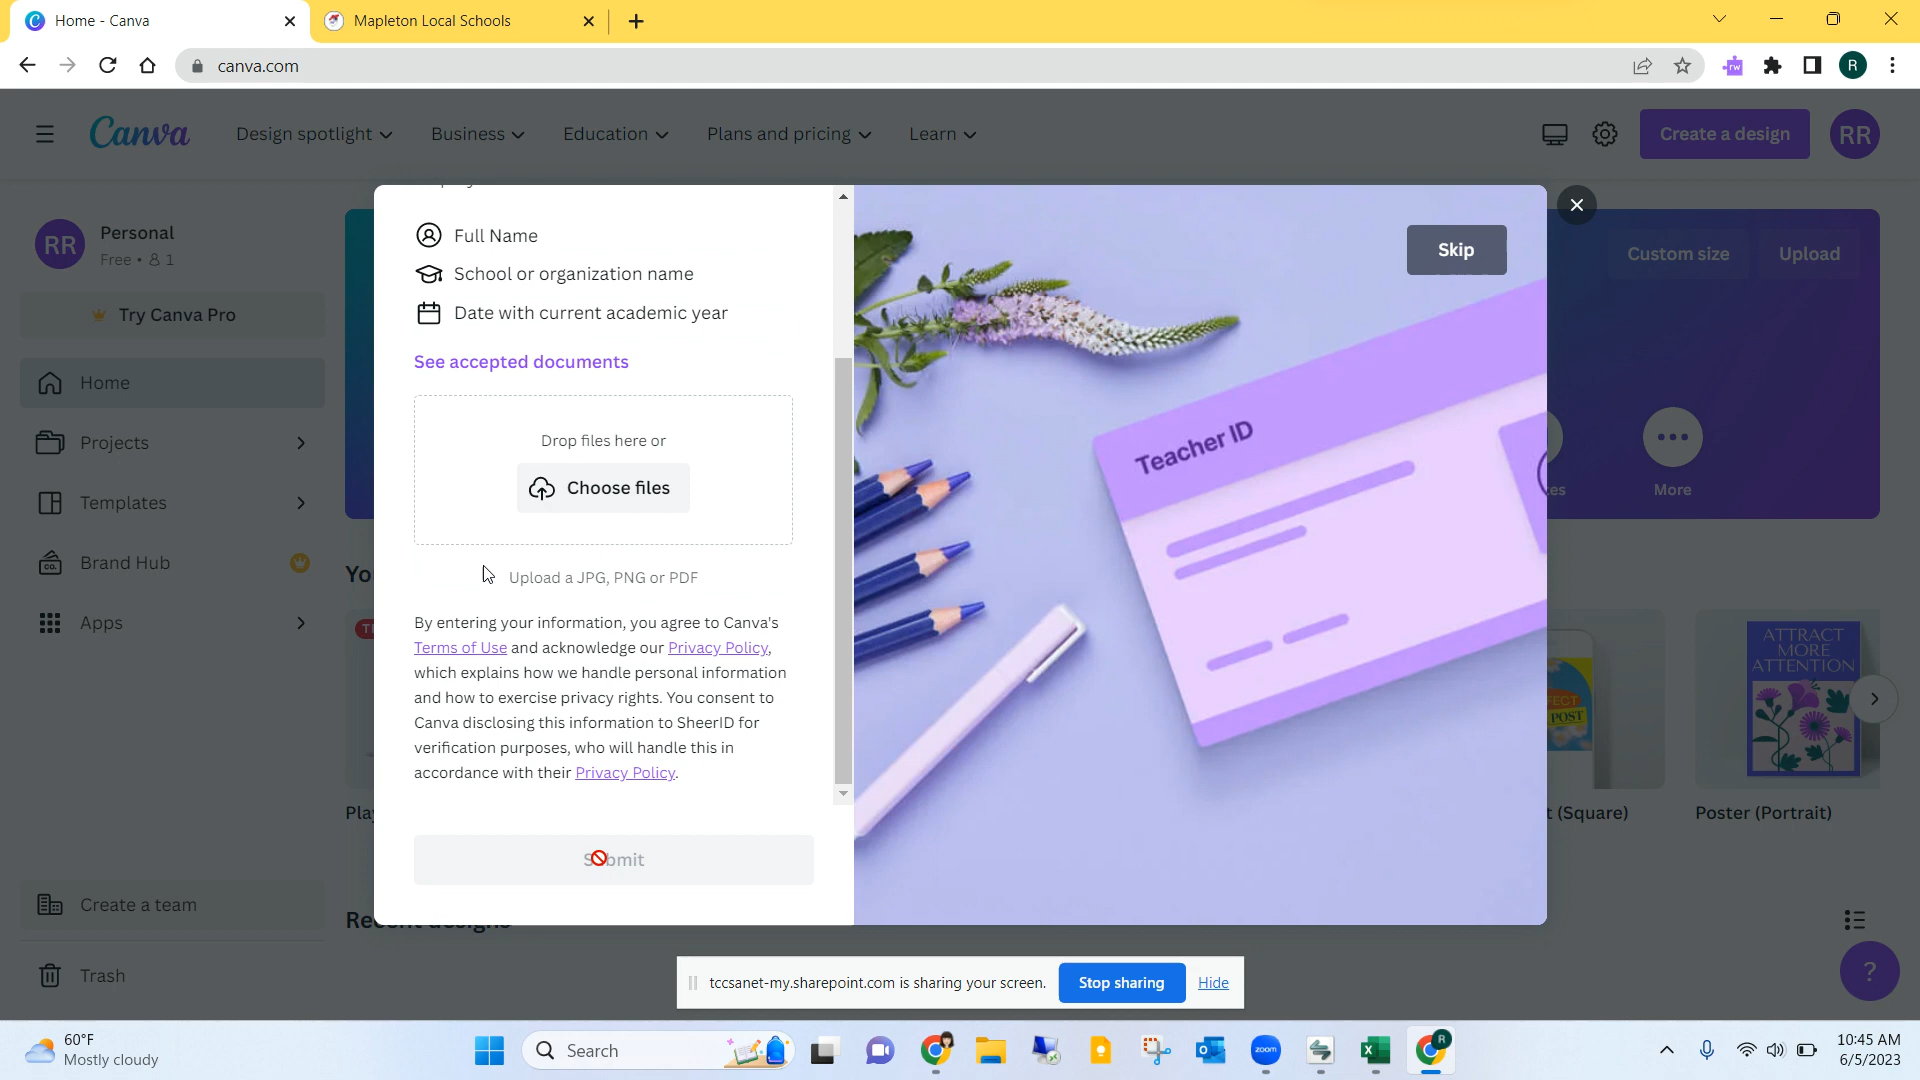 Home - Canva
Mapleton Local Schools
canva.com
rw
R
Canva
Design spotlight
Business
Education
Plans and pricing
Learn
Create a design
RR
RR
Personal
Free • 1
Try Canva Pro
Home
Projects
Templates
Brand Hub
CO.
Apps
Create a team
Trash
Full Name
School or organization name
Date with current academic year
See accepted documents
Drop files here or
Choose files
Upload a JPG, PNG or PDF
By entering your information, you agree to Canva's
Terms of Use and acknowledge our Privacy Policy,
which explains how we handle personal information
and how to exercise privacy rights. You consent to
Canva disclosing this information to SheerID for
verification purposes, who will handle this in
accordance with their Privacy Policy.
Submit
Teacher ID
Skip
Custom size
Upload
More
ATTRACT
MORE
ATTENTION
POST
(Square)
Poster (Portrait)
Recent designs
?
tccsanet-my.sharepoint.com is sharing your screen.
Stop sharing
Hide
60°F
Mostly cloudy
Search
zoom
R
10:45 AM
6/5/2023